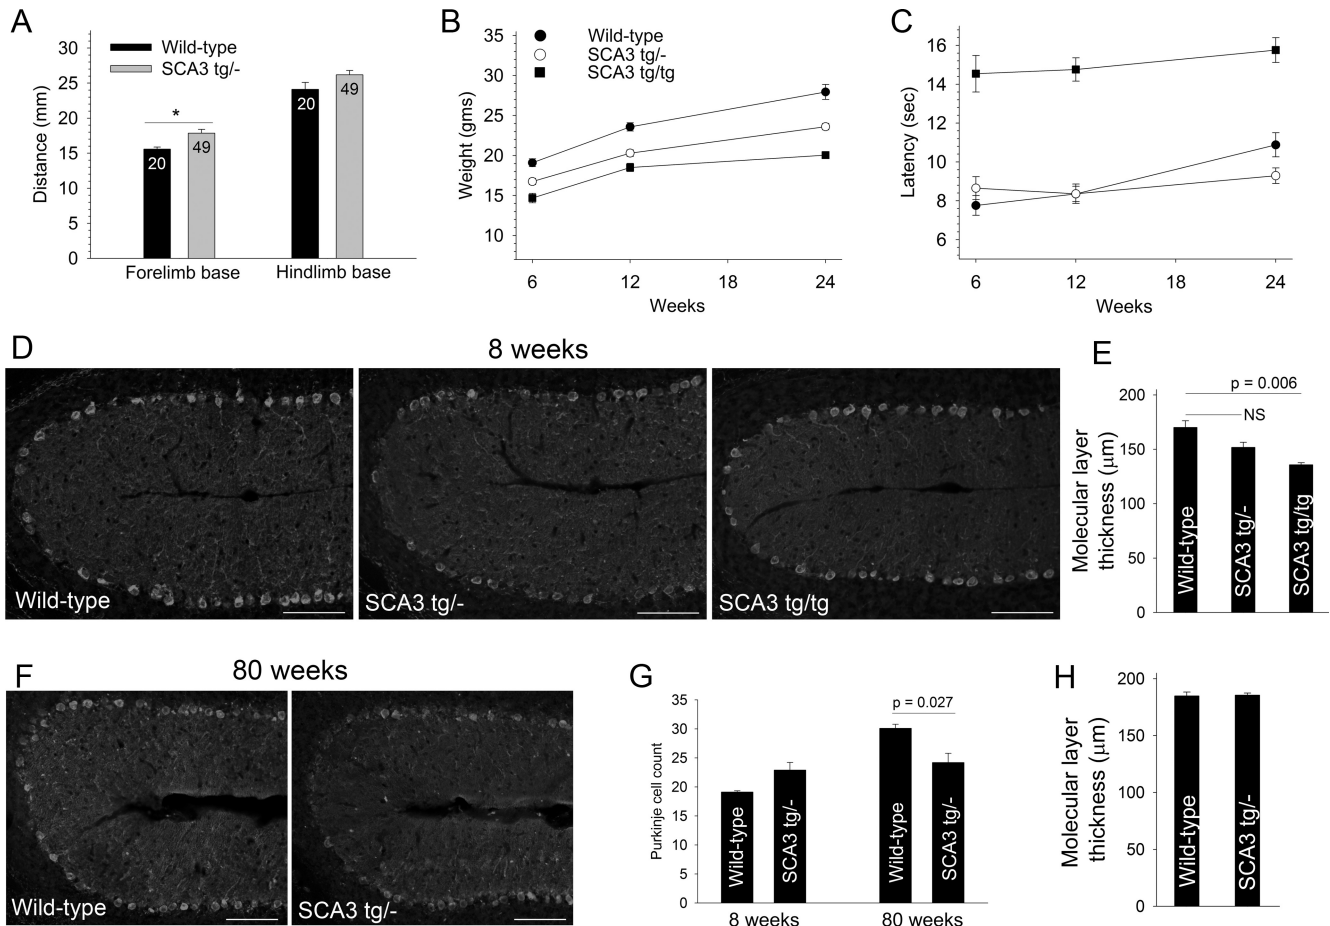 A
Wild-type
SCA3 tg/-
Distance (mm)
30
25
20
15
10
5
0
*
20
49
20
49
Forelimb base
Hindlimb base
B
Wild-type
SCA3 tg/-
SCA3 tg/tg
Weight (gms)
35
30
25
20
15
10
6
12
18
24
Weeks
C
Latency (sec)
16
14
12
10
8
6
6
12
18
24
Weeks
D
8 weeks
Wild-type
SCA3 tg/-
SCA3 tg/tg
E
p = 0.006
NS
Molecular layer
thickness (μm)
200
150
100
50
0
Wild-type
SCA3 tg/-
SCA3 tg/tg
F
80 weeks
Wild-type
SCA3 tg/-
G
Purkinje cell count
35
30
25
20
15
10
5
0
p = 0.027
Wild-type
SCA3 tg/-
Wild-type
SCA3 tg/-
8 weeks
80 weeks
H
Molecular layer
thickness (μm)
200
150
100
50
0
Wild-type
SCA3 tg/-